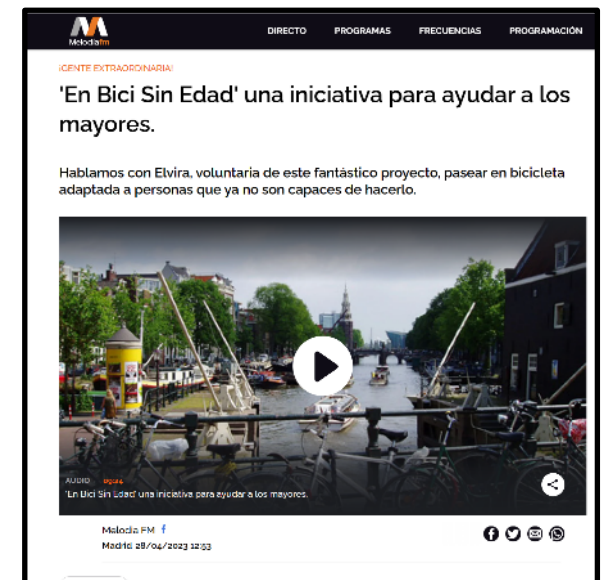 Melodíafm
DIRECTO PROGRAMAS FRECUENCIAS PROGRAMACIÓN
¡GENTE EXTRAORDINARIA!
'En Bici Sin Edad' una iniciativa para ayudar a los
mayores.
Hablamos con Elvira, voluntaria de este fantástico proyecto, pasear en bicicleta
adaptada a personas que ya no son capaces de hacerlo.
AUDIO
'En Bici Sin Edad' una iniciativa para ayudar a los mayores.
Melodia FM
Madrid 28/04/2023 12:53